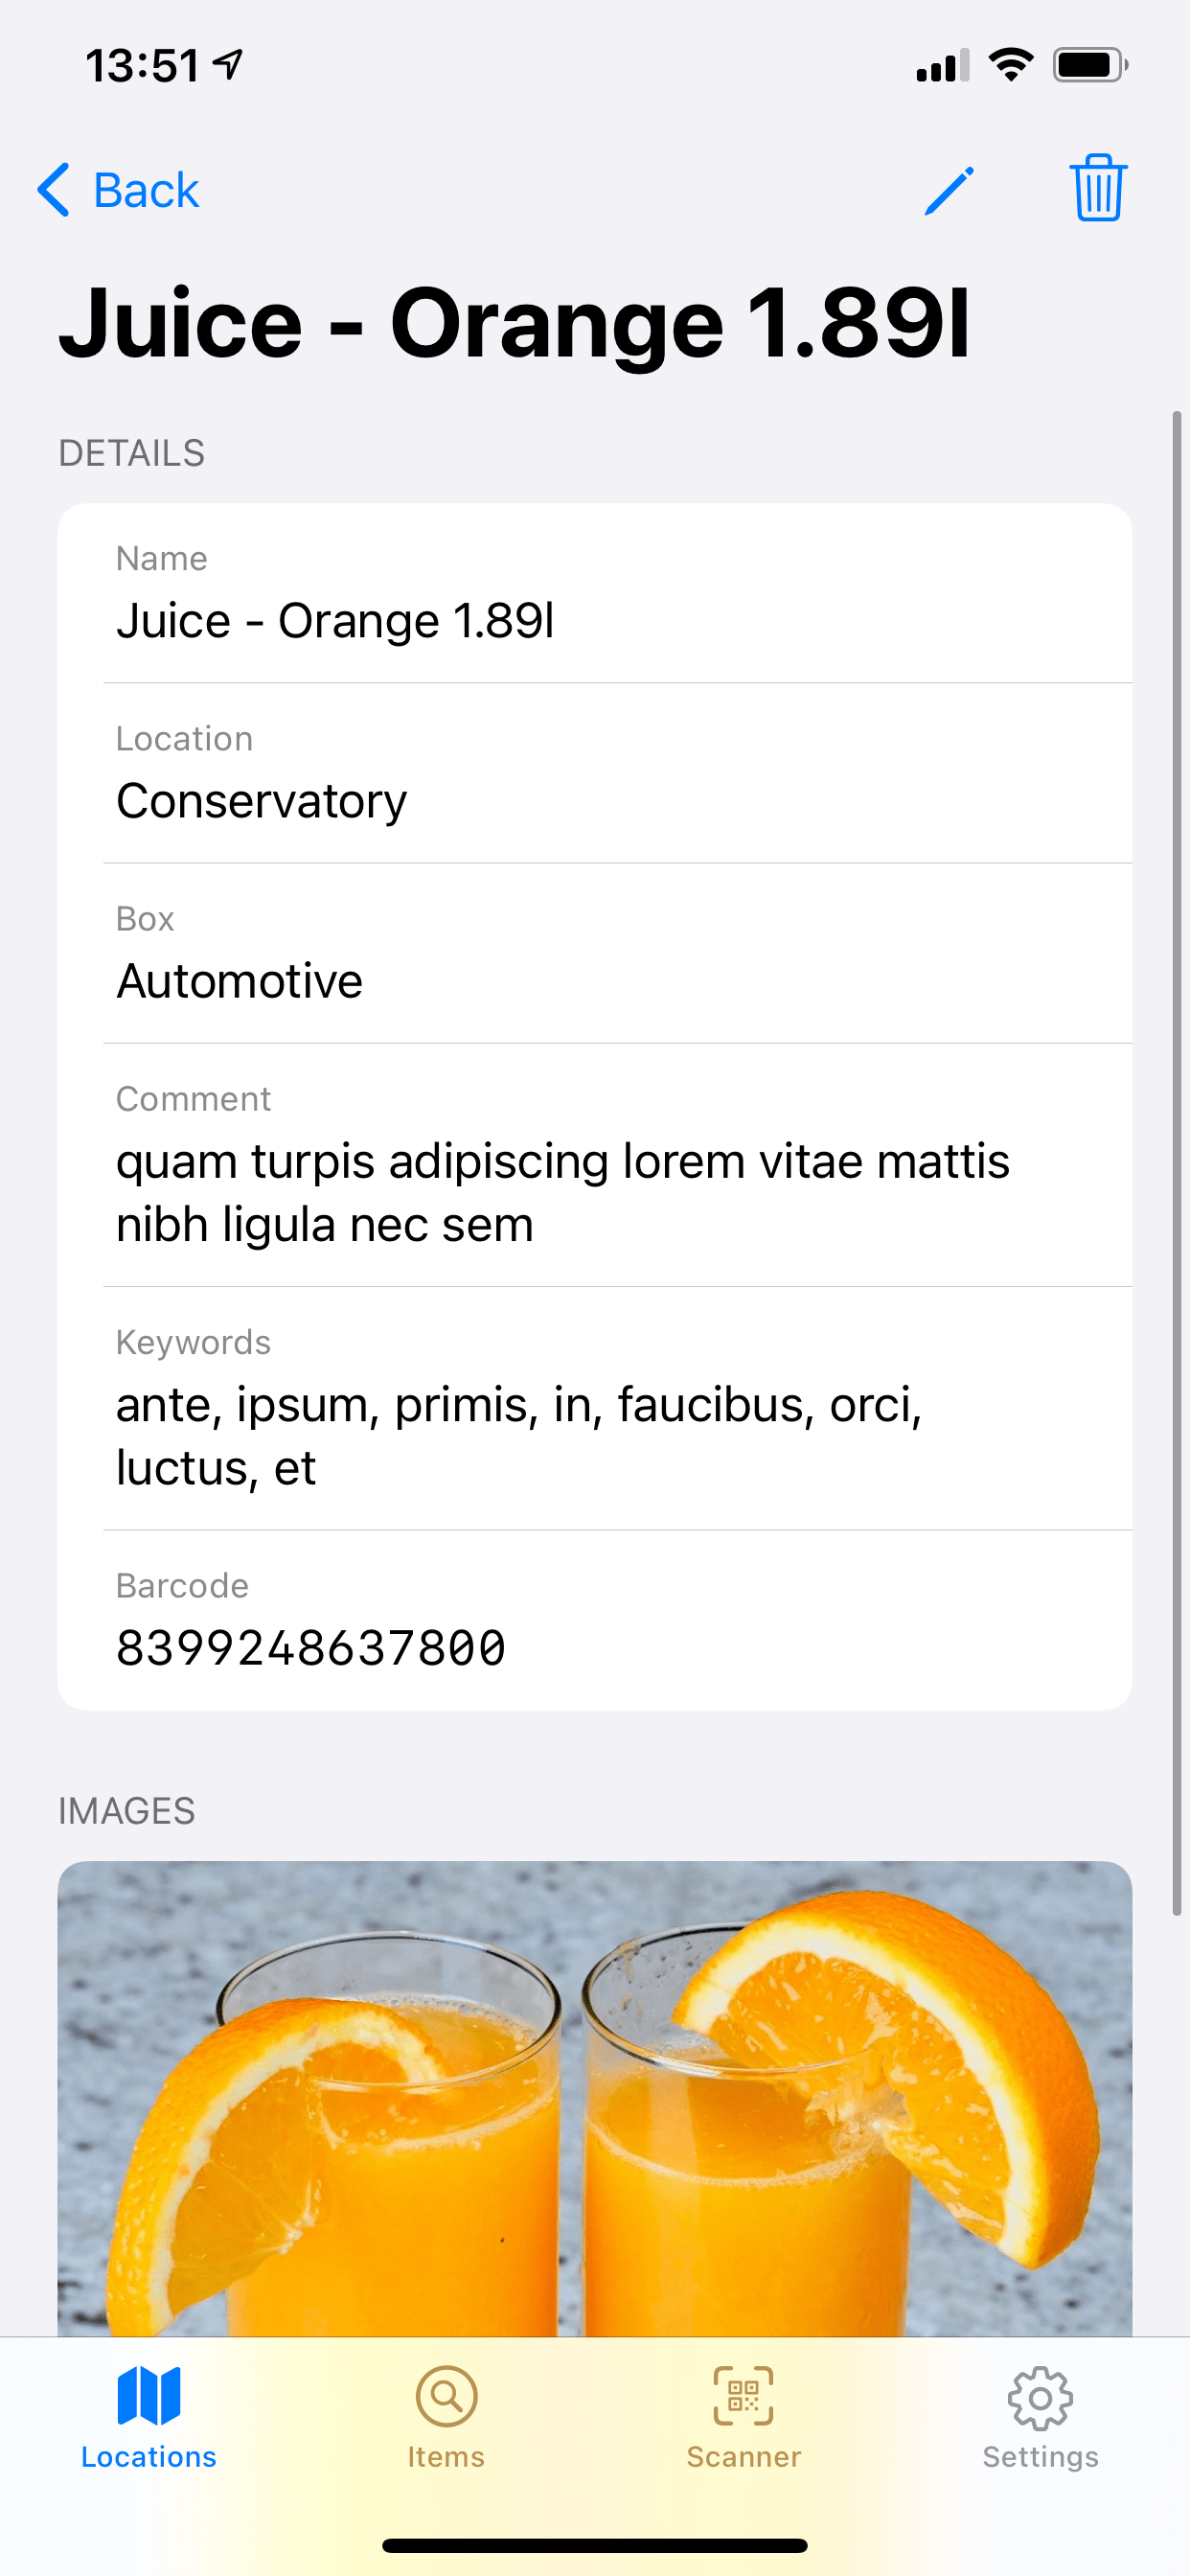 13:51
Back
Juice - Orange 1.89l
DETAILS
Name
Juice - Orange 1.89l
Location
Conservatory
Box
Automotive
Comment
quam turpis adipiscing lorem vitae mattis
nibh ligula nec sem
Keywords
ante, ipsum, primis, in, faucibus, orci,
luctus, et
Barcode
8399248637800
IMAGES
Locations Items Scanner Settings